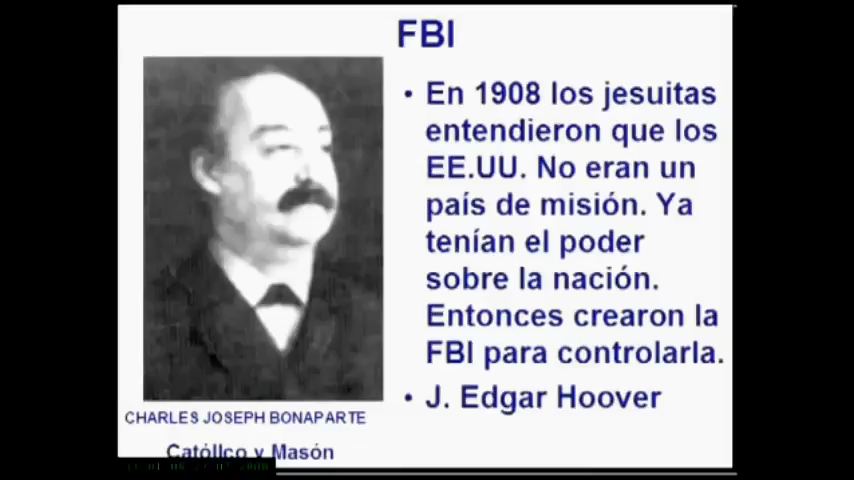 FBI
• En 1908 los jesuitas
entendieron que los
EE.UU. No eran un
país de misión. Ya
tenían el poder
sobre la nación.
Entonces crearon la
FBI para controlarla.
• J. Edgar Hoover
CHARLES JOSEPH BONAPARTE
Católico y Masón